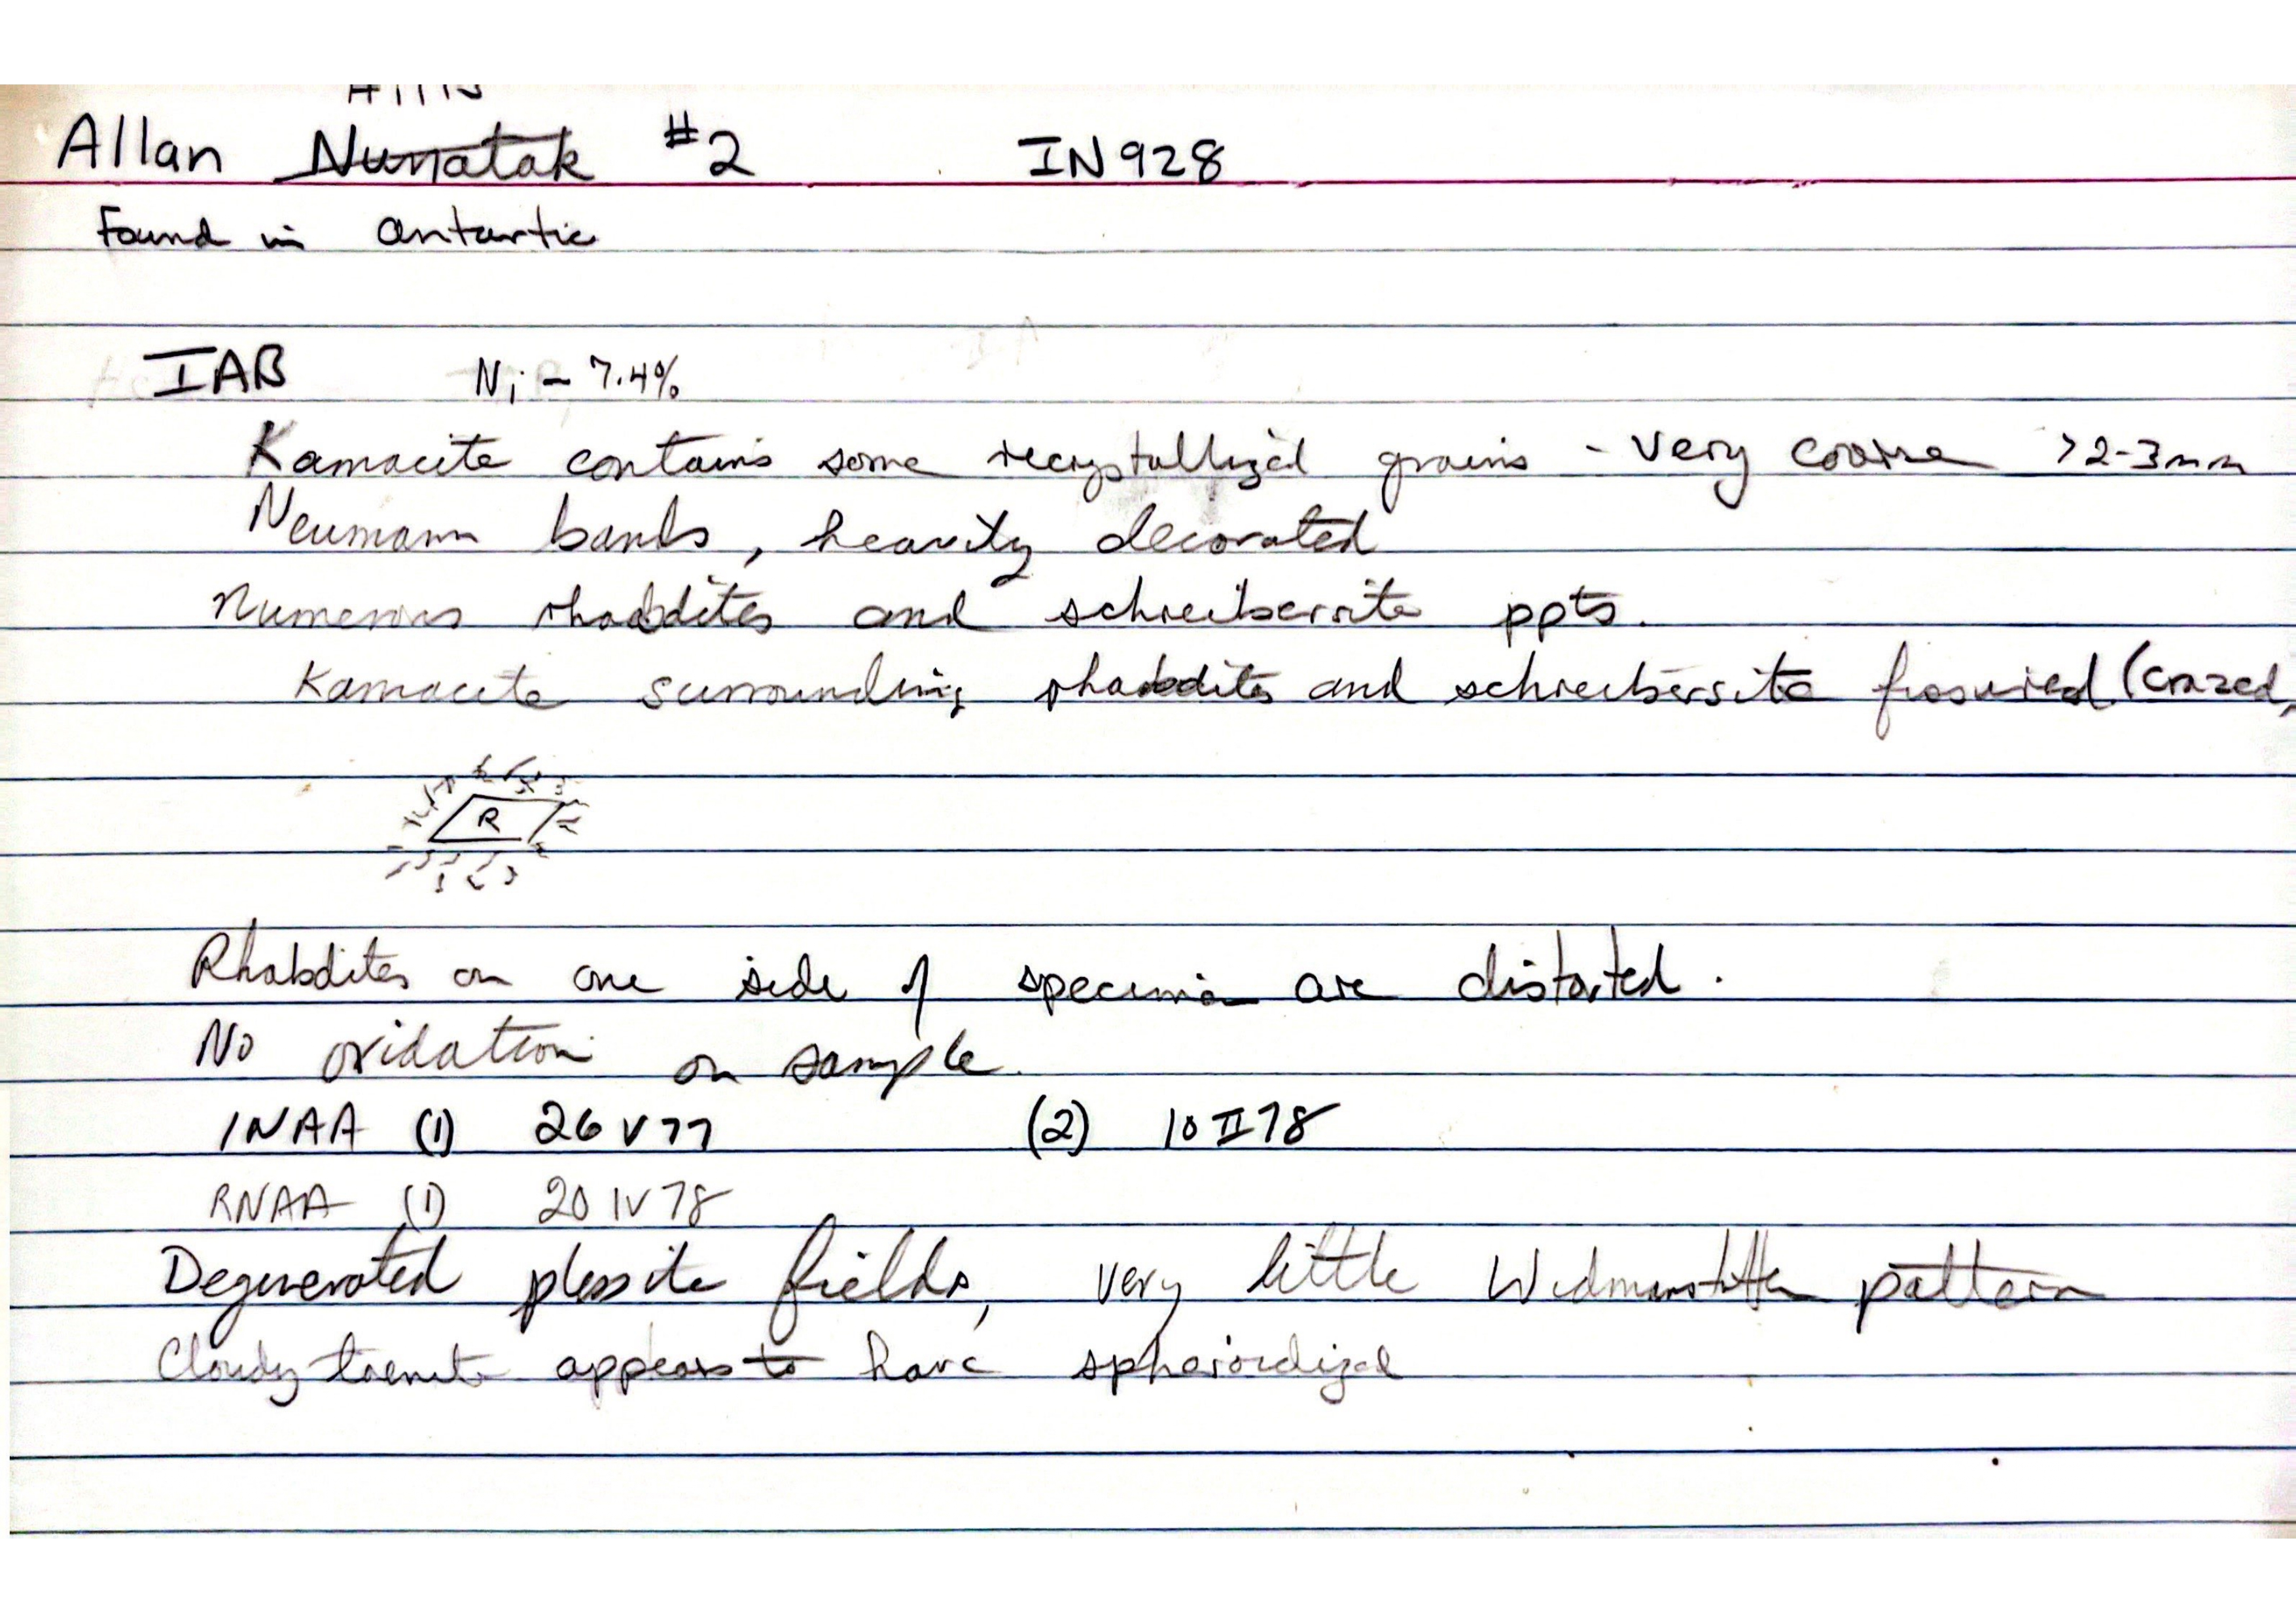 Hills
Allan Nunatak #2 IN928
Found in antartic
IAB Ni - 7.4%
Kamacite contains some recrystallized grains - very coarse >2-3mm
Neumann bands, heavily decorated
Numerous rhabdites and schreibersite ppts.
Kamacite surrounding rhabdites and schreibersite fissured (crazed,
R
Rhabdites on one side of specimen are distorted.
No oxidation on sample.
INAA (1) 26 V 77 (2) 10 II 78
RNAA (1) 20 IV 78
Degenerated plessite fields, very little Widmanstätten pattern
Cloudy taenite appears to have spheroidized